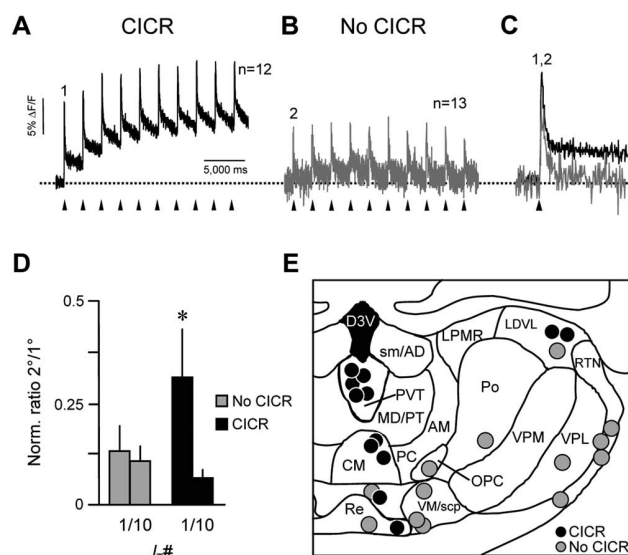 A
CICR
B
No CICR
C
1
n=12
5% ΔF/F
5,000 ms
2
n=13
1,2
D
Norm. ratio 2°/1°
0.5
0.25
0
*
No CICR
CICR
1/10 1/10
E
D3V
sm/AD
LPMR
LDVL
RTN
PVT
MD/PT
AM
Po
CM
PC
OPC
VPM
VPL
Re
VM/scp
CICR
No CICR